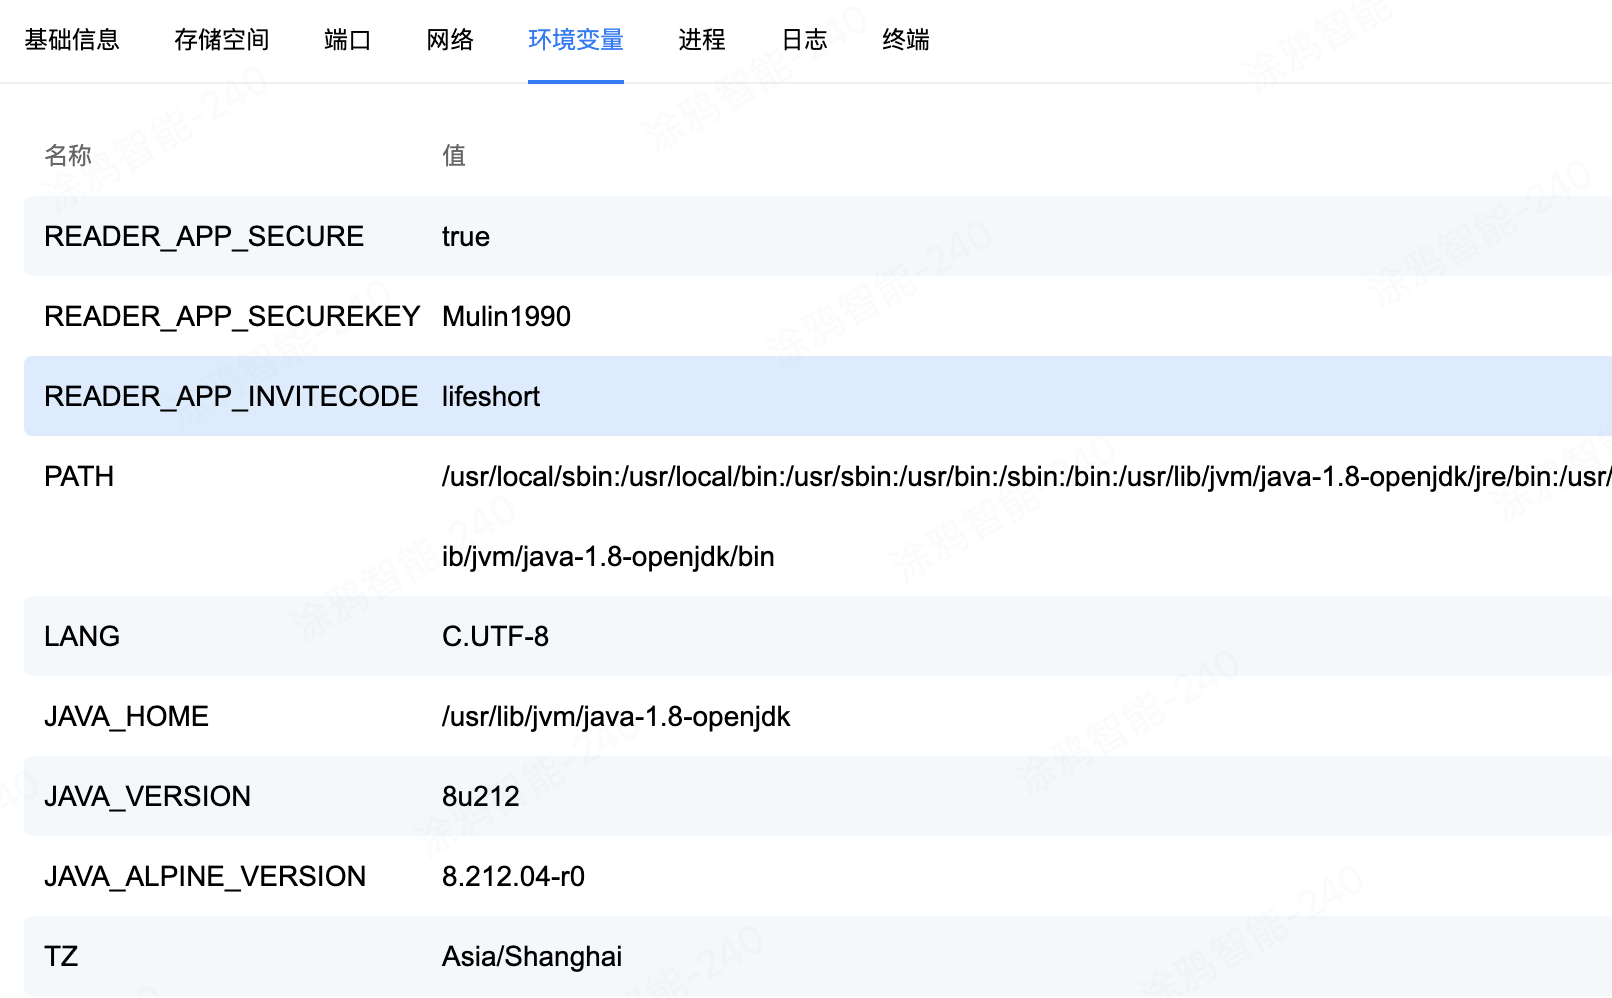 基础信息 存储空间 端口 网络 环境变量 进程 日志 终端
名称 值
READER_APP_SECURE true
READER_APP_SECUREKEY Mulin1990
READER_APP_INVITECODE lifeshort
PATH /usr/local/sbin:/usr/local/bin:/usr/sbin:/usr/bin:/sbin:/bin:/usr/lib/jvm/java-1.8-openjdk/jre/bin:/usr/
ib/jvm/java-1.8-openjdk/bin
LANG C.UTF-8
JAVA_HOME /usr/lib/jvm/java-1.8-openjdk
JAVA_VERSION 8u212
JAVA_ALPINE_VERSION 8.212.04-r0
TZ Asia/Shanghai
涂鸦智能-240